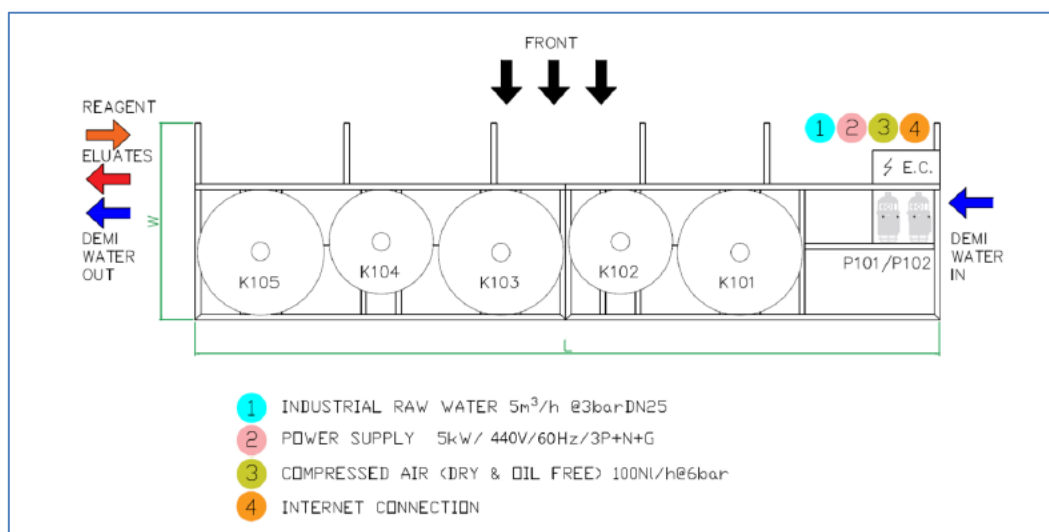 FRONT
REAGENT
ELUATES
DEMI
WATER
OUT
W
1 2 3 4
E.C.
K105
K104
K103
K102
K101
P101/P102
DEMI
WATER
IN
L
1 INDUSTRIAL RAW WATER 5m³/h @3barDN25
2 POWER SUPPLY 5kW/ 440V/60Hz/3P+N+G
3 COMPRESSED AIR (DRY & OIL FREE) 100Nl/h@6bar
4 INTERNET CONNECTION